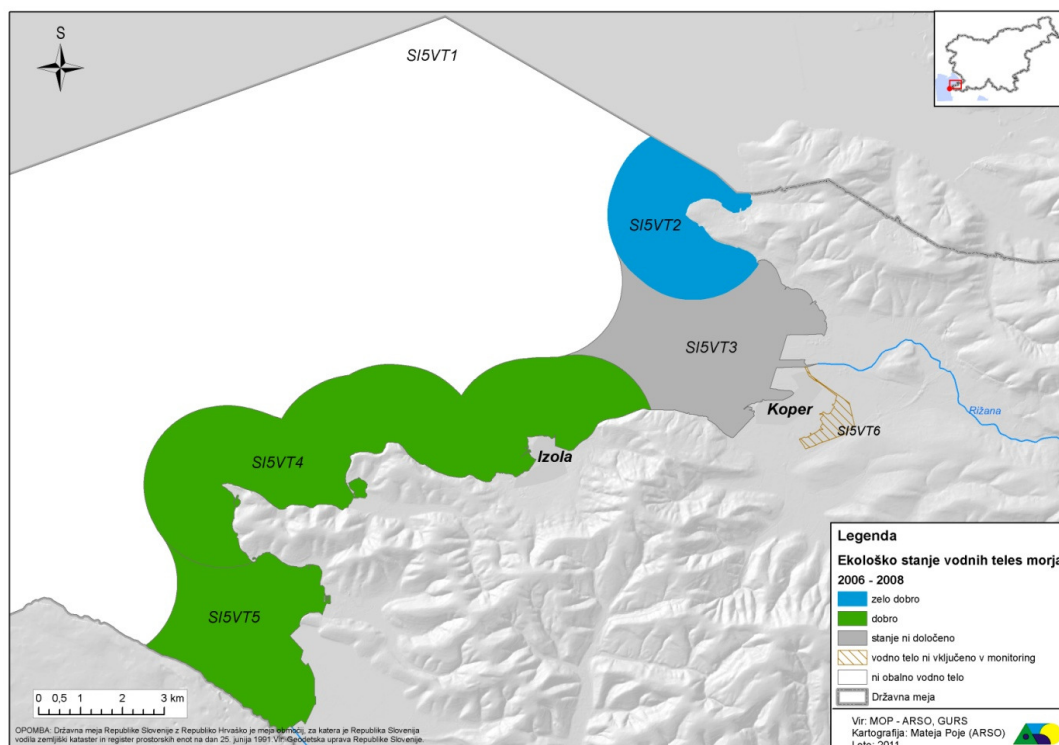 S
SI5VT1
SI5VT2
SI5VT3
Koper
SI5VT6
Rižana
Izola
SI5VT4
SI5VT5
Legenda
Ekološko stanje vodnih teles morja
2006 - 2008
zelo dobro
dobro
stanje ni določeno
vodno telo ni vključeno v monitoring
ni obalno vodno telo
Državna meja
0 0,5 1 2 3 km
OPOMBA: Državna meja Republike Slovenije z Republiko Hrvaško je meja območij, za katera je Republika Slovenija
vodila zemljiški kataster in register prostorskih enot na dan 25. junija 1991 Vir: Geodetska uprava Republike Slovenije.
Vir: MOP - ARSO, GURS
Kartografija: Mateja Poje (ARSO)
Leto: 2011